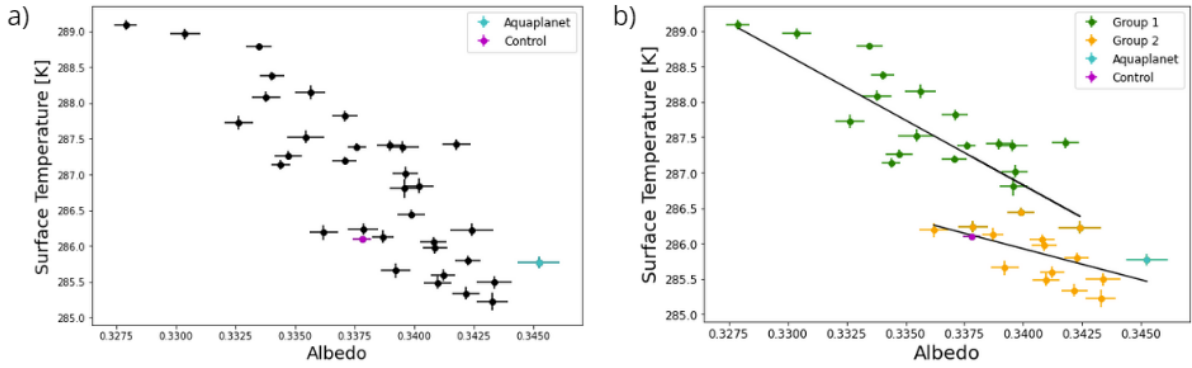 a)
Surface Temperature [K]
289.0
288.5
288.0
287.5
287.0
286.5
286.0
285.5
285.0
Aquaplanet
Control
0.3275 0.3300 0.3325 0.3350 0.3375 0.3400 0.3425 0.3450
Albedo
b)
Surface Temperature [K]
289.0
288.5
288.0
287.5
287.0
286.5
286.0
285.5
285.0
Group 1
Group 2
Aquaplanet
Control
0.3275 0.3300 0.3325 0.3350 0.3375 0.3400 0.3425 0.3450
Albedo